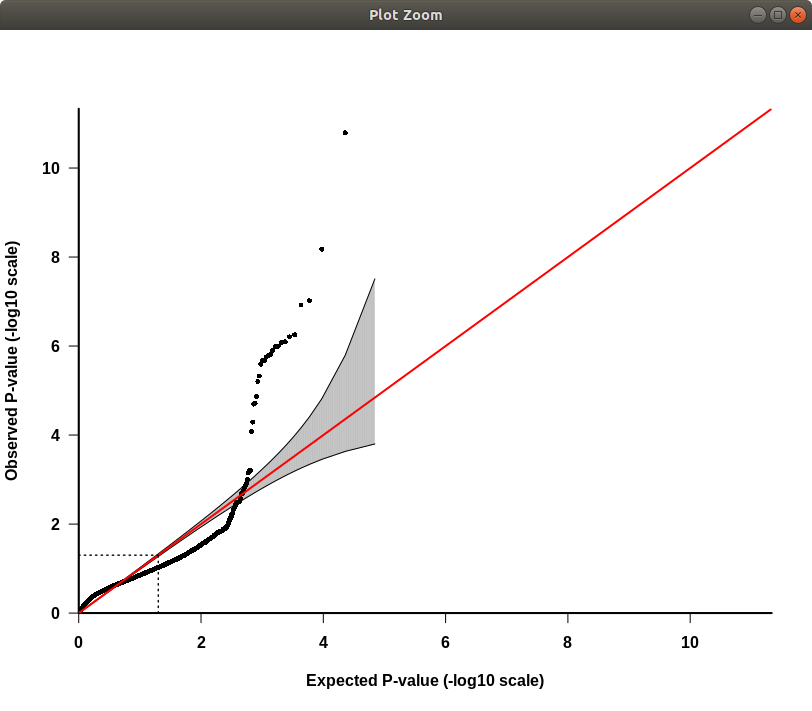 Plot Zoom
10
8
6
4
2
0
Observed P-value (-log10 scale)
0 2 4 6 8 10
Expected P-value (-log10 scale)